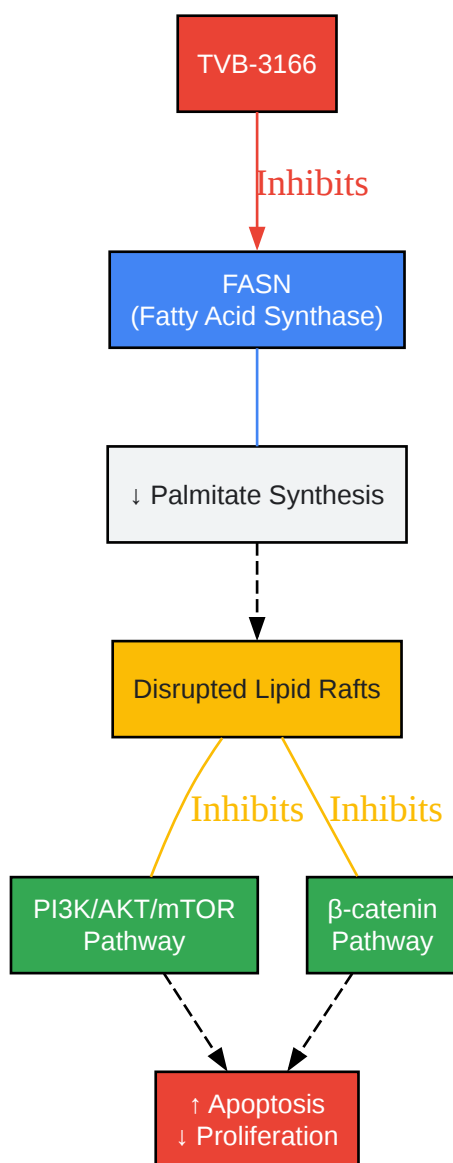 TVB-3166
Inhibits
FASN
(Fatty Acid Synthase)
↓ Palmitate Synthesis
Disrupted Lipid Rafts
Inhibits
Inhibits
PI3K/AKT/mTOR
Pathway
β-catenin
Pathway
↑ Apoptosis
↓ Proliferation